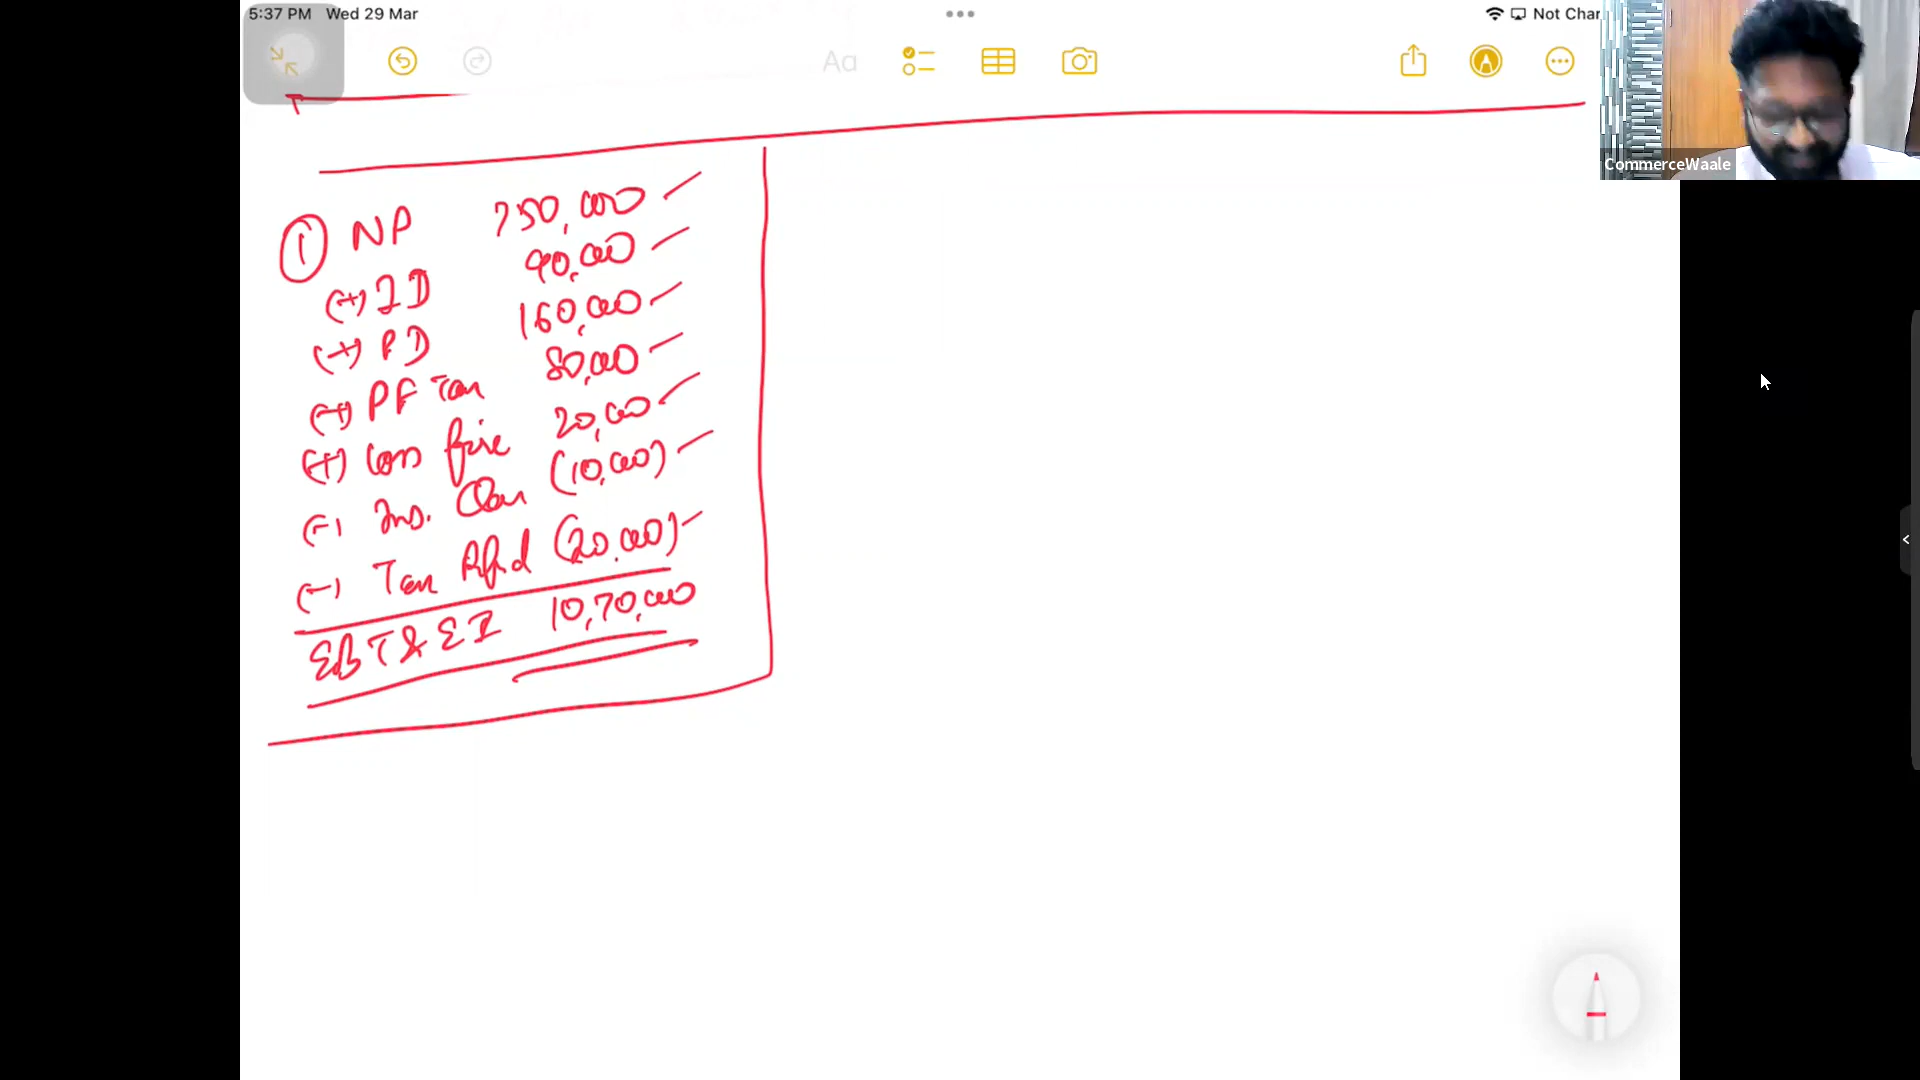 5:37 PM Wed 29 Mar
Not Char
Aa
CommerceWaale
① NP 750,000
(+) ID 90,000
(+) PD 160,000
(+) PF Tax 80,000
(+) Loss fire 20,000
(-) Ins. Claim (10,000)
(-) Tax Rfnd (20,000)
EBT & EI 10,70,000